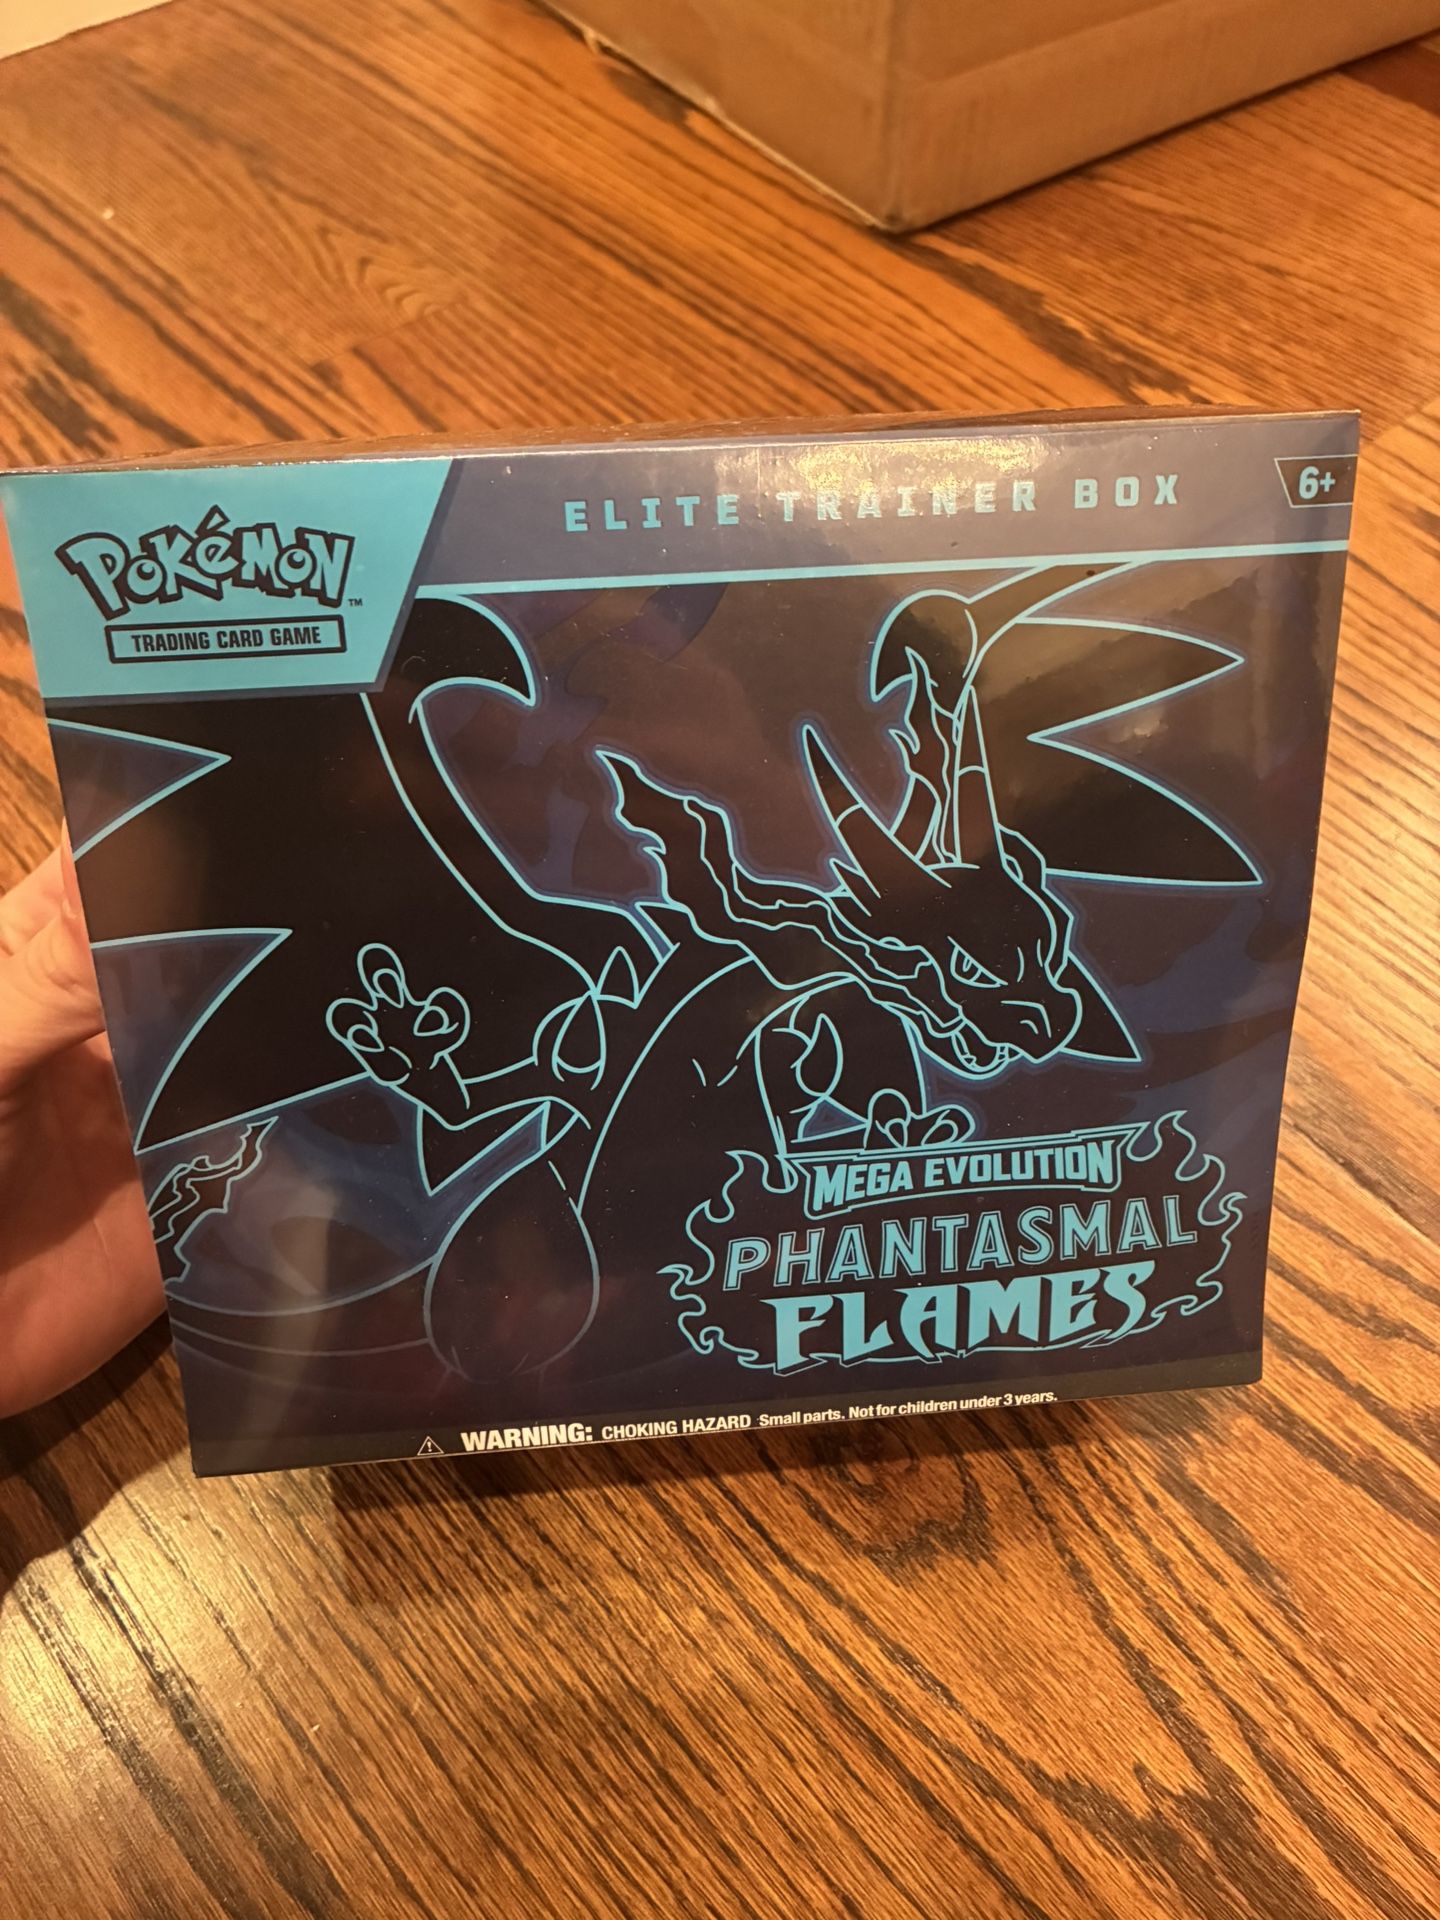 ELITE TRAINER BOX
6+
POKéMON
TM
TRADING CARD GAME
MEGA EVOLUTION
PHANTASMAL
FLAMES
WARNING: CHOKING HAZARD Small parts. Not for children under 3 years.